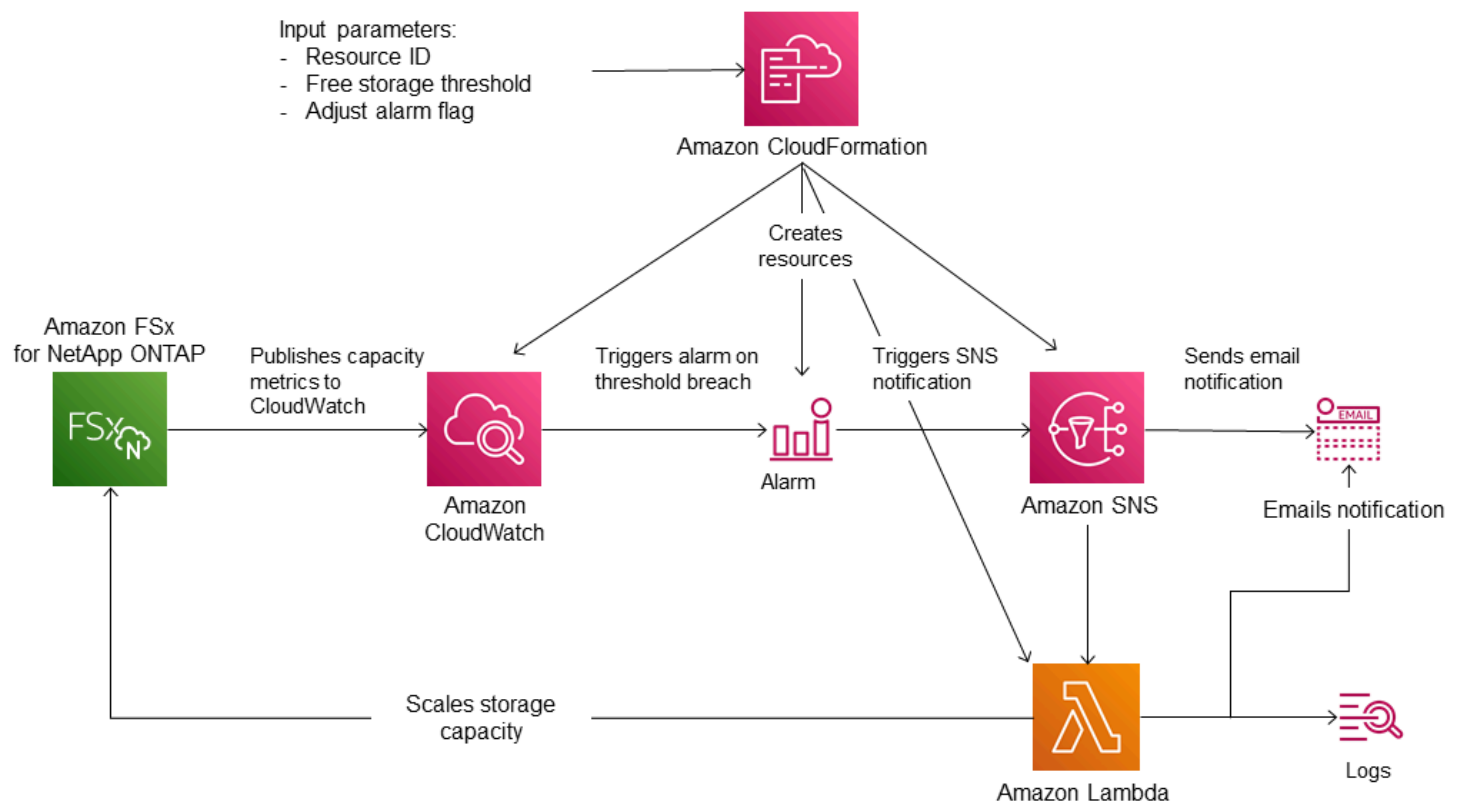 Input parameters:
- Resource ID
- Free storage threshold
- Adjust alarm flag
Amazon CloudFormation
Creates
resources
Amazon FSx
for NetApp ONTAP
FSx
N
Publishes capacity
metrics to
CloudWatch
Amazon
CloudWatch
Triggers alarm on
threshold breach
Alarm
Triggers SNS
notification
Amazon SNS
Sends email
notification
EMAIL
Emails notification
Scales storage
capacity
Amazon Lambda
Logs